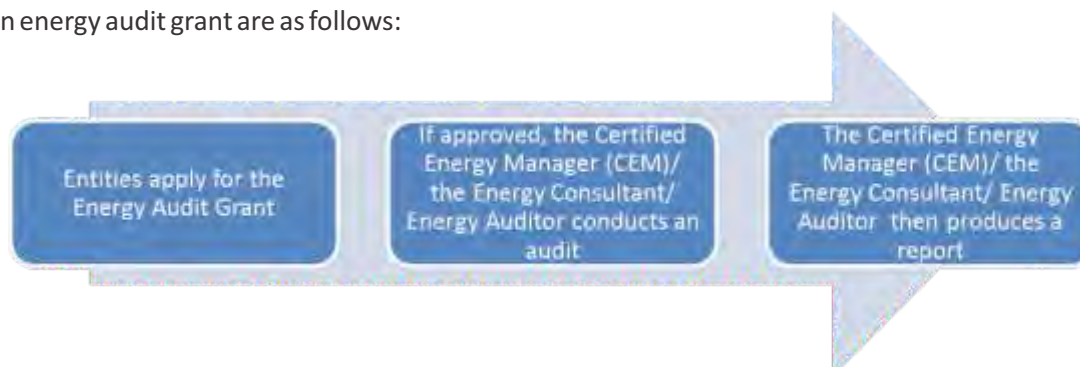 n energy audit grant are as follows:
Entities apply for the
Energy Audit Grant
If approved, the Certified
Energy Manager (CEM)/
the Energy Consultant/
Energy Auditor conducts an
audit
The Certified Energy
Manager (CEM)/ the
Energy Consultant/ Energy
Auditor then produces a
report